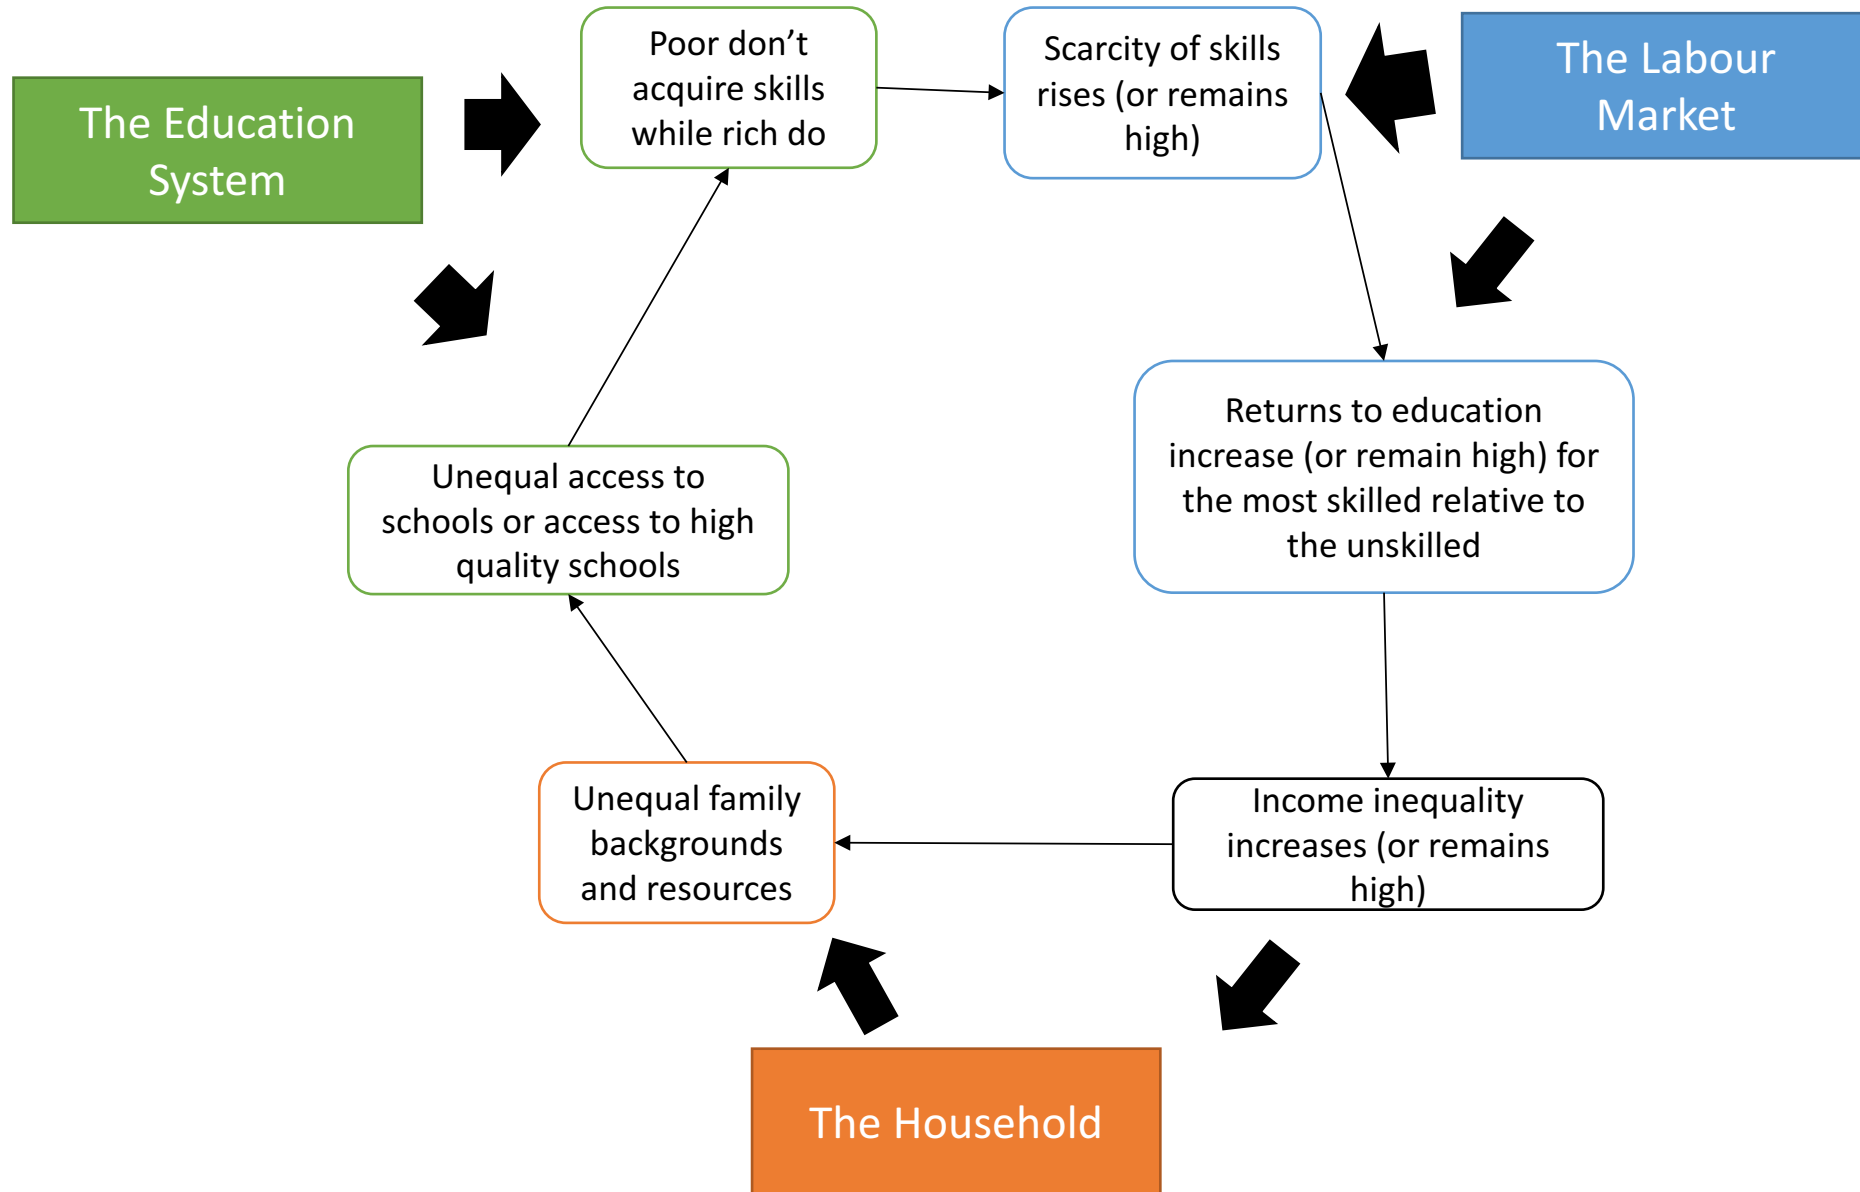 The Education
System
Poor don’t
acquire skills
while rich do
Scarcity of skills
rises (or remains
high)
The Labour
Market
Returns to education
increase (or remain high) for
the most skilled relative to
the unskilled
Unequal access to
schools or access to high
quality schools
Unequal family
backgrounds
and resources
Income inequality
increases (or remains
high)
The Household